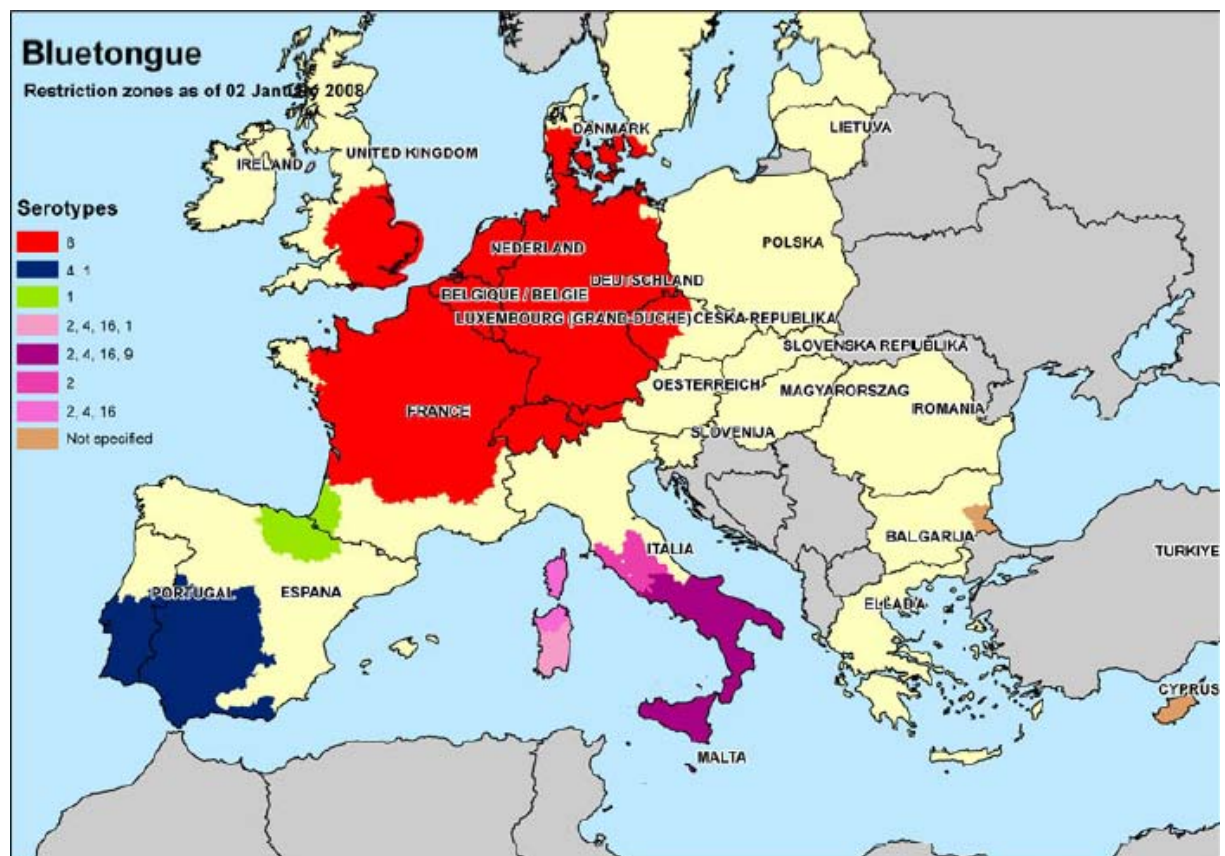 Bluetongue
Restriction zones as of 02 January 2008
DANMARK
LIETUVA
IRELAND
UNITED KINGDOM
Serotypes
8
4, 1
1
2, 4, 16, 1
2, 4, 16, 9
2
2, 4, 16
Not specified
NEDERLAND
POLSKA
DEUTSCHLAND
BELGIQUE / BELGIE
LUXEMBOURG (GRAND-DUCHE)
CESKA REPUBLIKA
SLOVENSKA REPUBLIKA
OESTERREICH
MAGYARORSZAG
FRANCE
ROMANIA
SLOVENIJA
BALGARIJA
ITALIA
TURKIYE
PORTUGAL
ESPANA
ELLADA
CYPRUS
MALTA